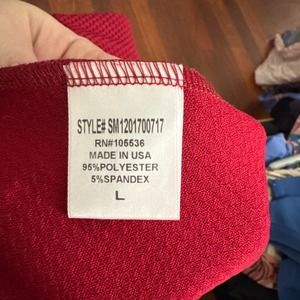 STYLE# SM1201700717
RN#105536
MADE IN USA
95%POLYESTER
5%SPANDEX
L